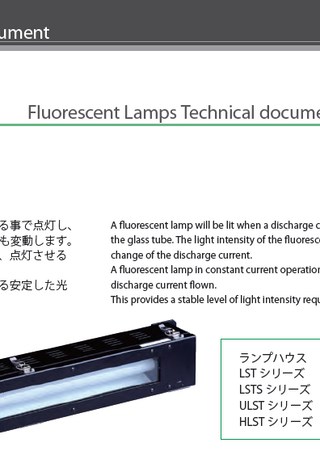 ument
Fluorescent Lamps Technical docume
る事で点灯し、
も変動します。
、点灯させる
る安定した光
A fluorescent lamp will be lit when a discharge c
the glass tube. The light intensity of the fluoresc
change of the discharge current.
A fluorescent lamp in constant current operation
discharge current flown.
This provides a stable level of light intensity requ
ランプハウス
LST シリーズ
LSTS シリーズ
ULST シリーズ
HLST シリーズ